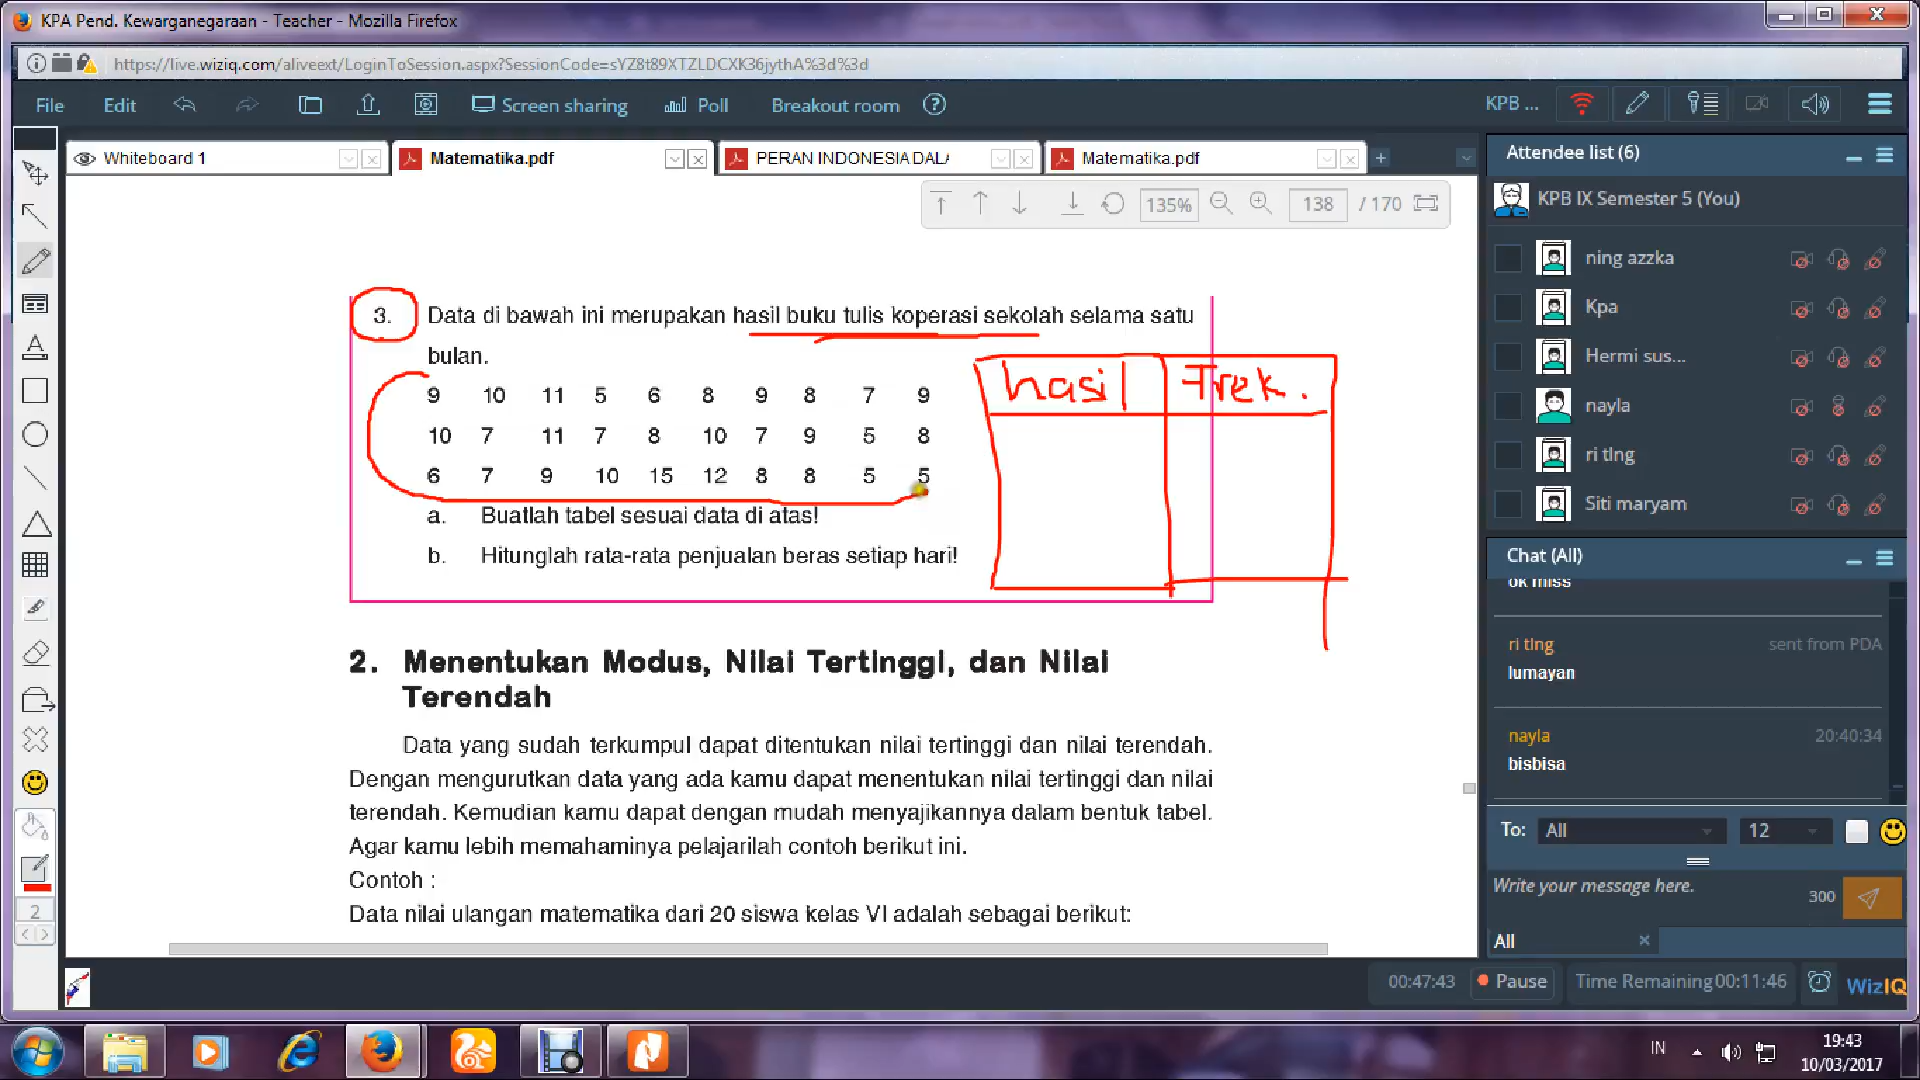 KPA Pend. Kewarganegaraan - Teacher - Mozilla Firefox
https://live.wiziq.com/aliveext/LoginToSession.aspx?SessionCode=sYZ8t89XTZLDCXK36jythA%3d%3d
File Edit Screen sharing Poll Breakout room ? KPB ...
Whiteboard 1 Matematika.pdf PERAN INDONESIA DALA Matematika.pdf +
135% 138 / 170
3. Data di bawah ini merupakan hasil buku tulis koperasi sekolah selama satu
bulan.
9 10 11 5 6 8 9 8 7 9
10 7 11 7 8 10 7 9 5 8
6 7 9 10 15 12 8 8 5 5
a. Buatlah tabel sesuai data di atas!
b. Hitunglah rata-rata penjualan beras setiap hari!
hasil Frek.
2. Menentukan Modus, Nilai Tertinggi, dan Nilai
Terendah
Data yang sudah terkumpul dapat ditentukan nilai tertinggi dan nilai terendah.
Dengan mengurutkan data yang ada kamu dapat menentukan nilai tertinggi dan nilai
terendah. Kemudian kamu dapat dengan mudah menyajikannya dalam bentuk tabel.
Agar kamu lebih memahaminya pelajarilah contoh berikut ini.
Contoh :
Data nilai ulangan matematika dari 20 siswa kelas VI adalah sebagai berikut:
2
Attendee list (6)
KPB IX Semester 5 (You)
ning azzka
Kpa
Hermi sus...
nayla
ri tIng
Siti maryam
Chat (All)
ok miss
ri tIng sent from PDA
lumayan
nayla 20:40:34
bisbisa
To: All 12
Write your message here. 300
All
00:47:43 Pause Time Remaining 00:11:46 WizIQ
IN 19:43
10/03/2017